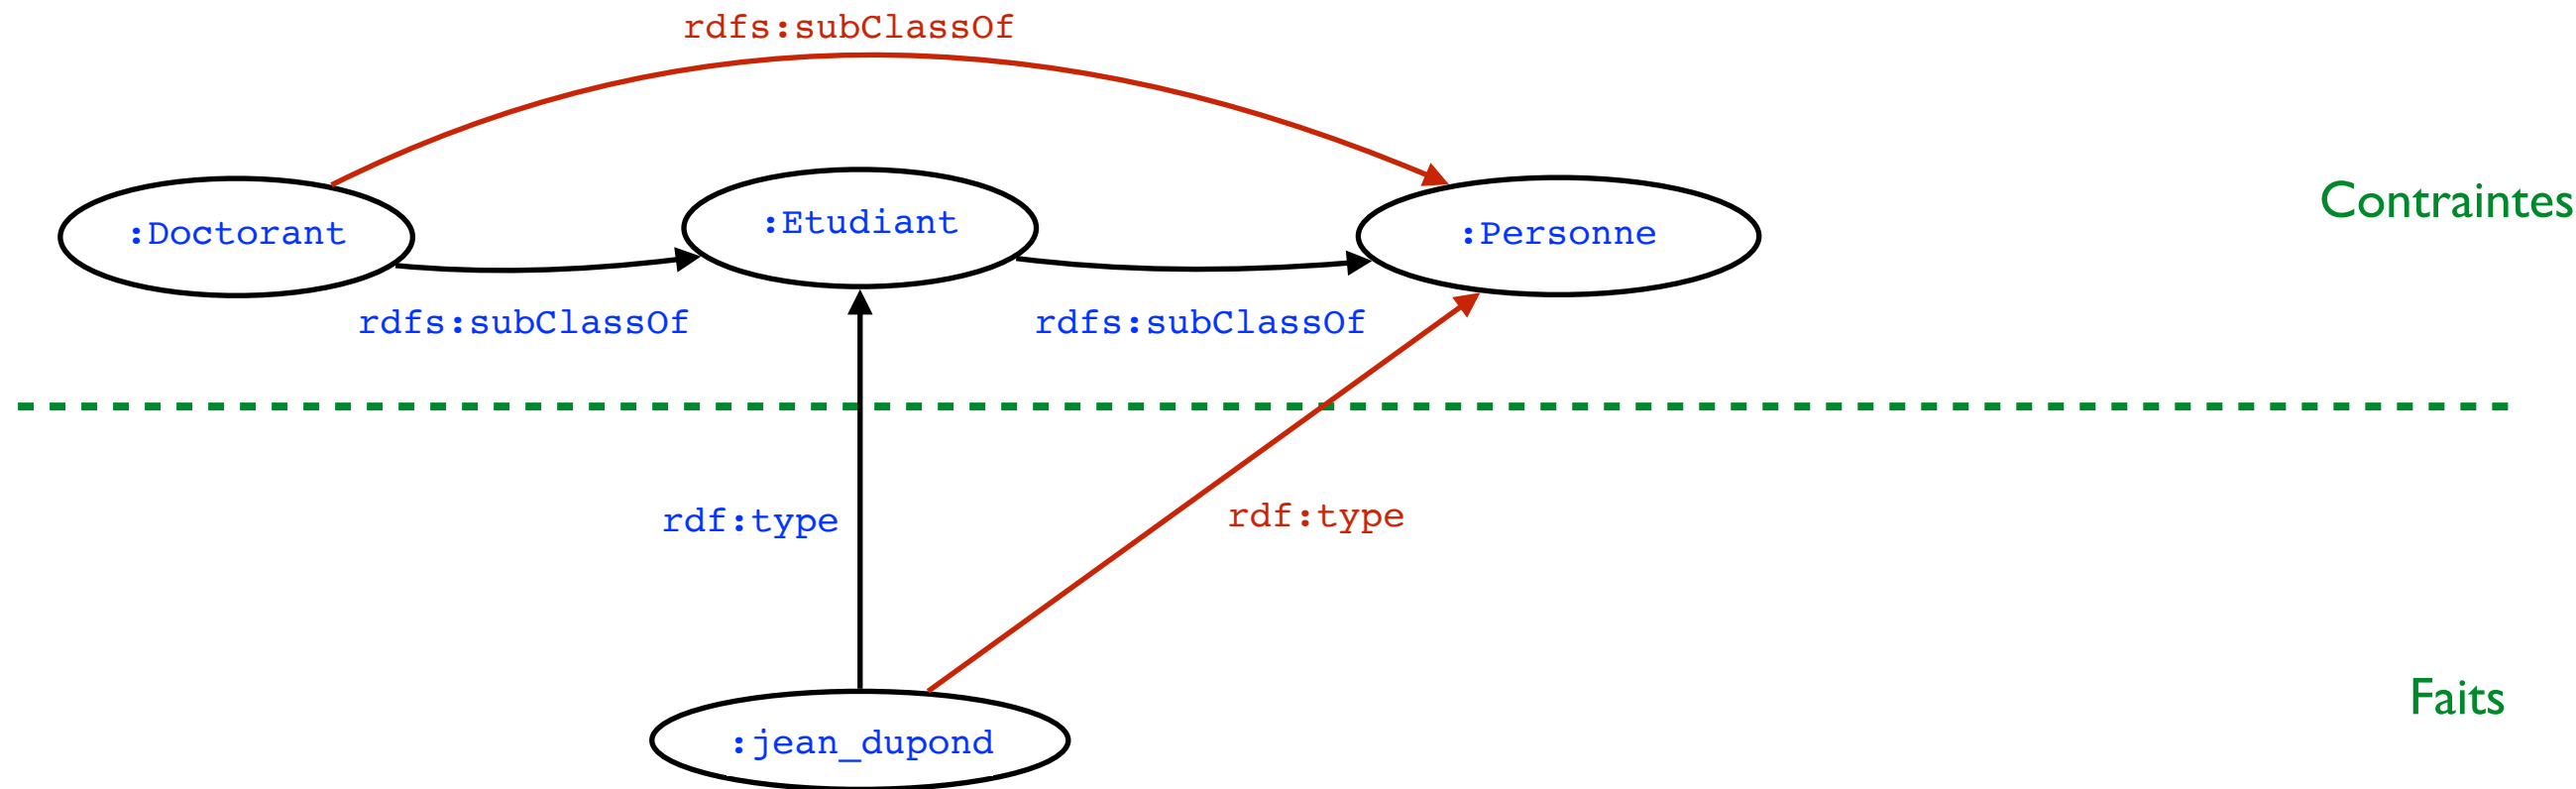 rdfs:subClassOf
:Doctorant
:Etudiant
:Personne
Contraintes
rdfs:subClassOf
rdfs:subClassOf
rdf:type
rdf:type
Faits
:jean_dupond